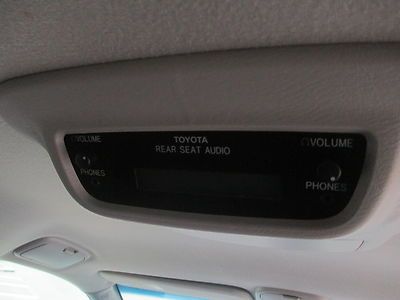 VOLUME
TOYOTA
VOLUME
REAR SEAT AUDIO
PHONES
PHONES